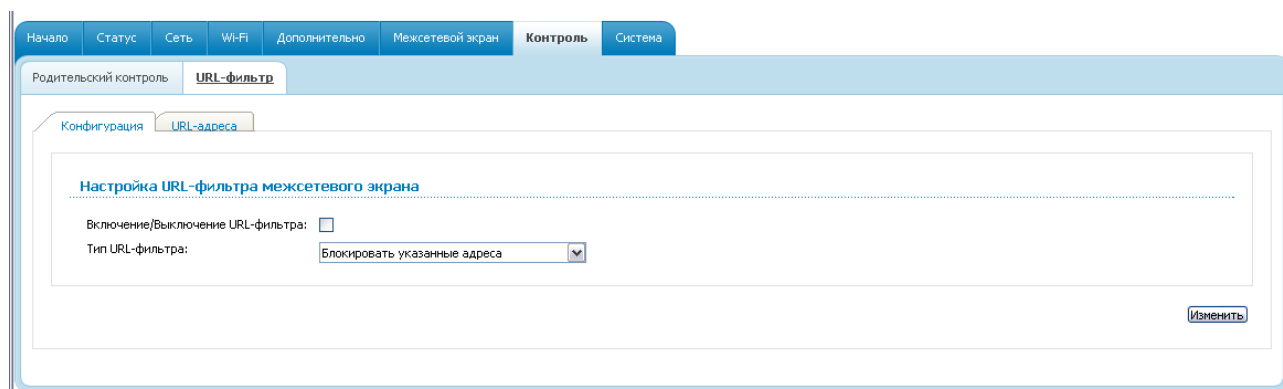 Начало Статус Сеть Wi-Fi Дополнительно Межсетевой экран Контроль Система
Родительский контроль URL-фильтр
Конфигурация URL-адреса
Настройка URL-фильтра межсетевого экрана
Включение/Выключение URL-фильтра:
Тип URL-фильтра: Блокировать указанные адреса
Изменить